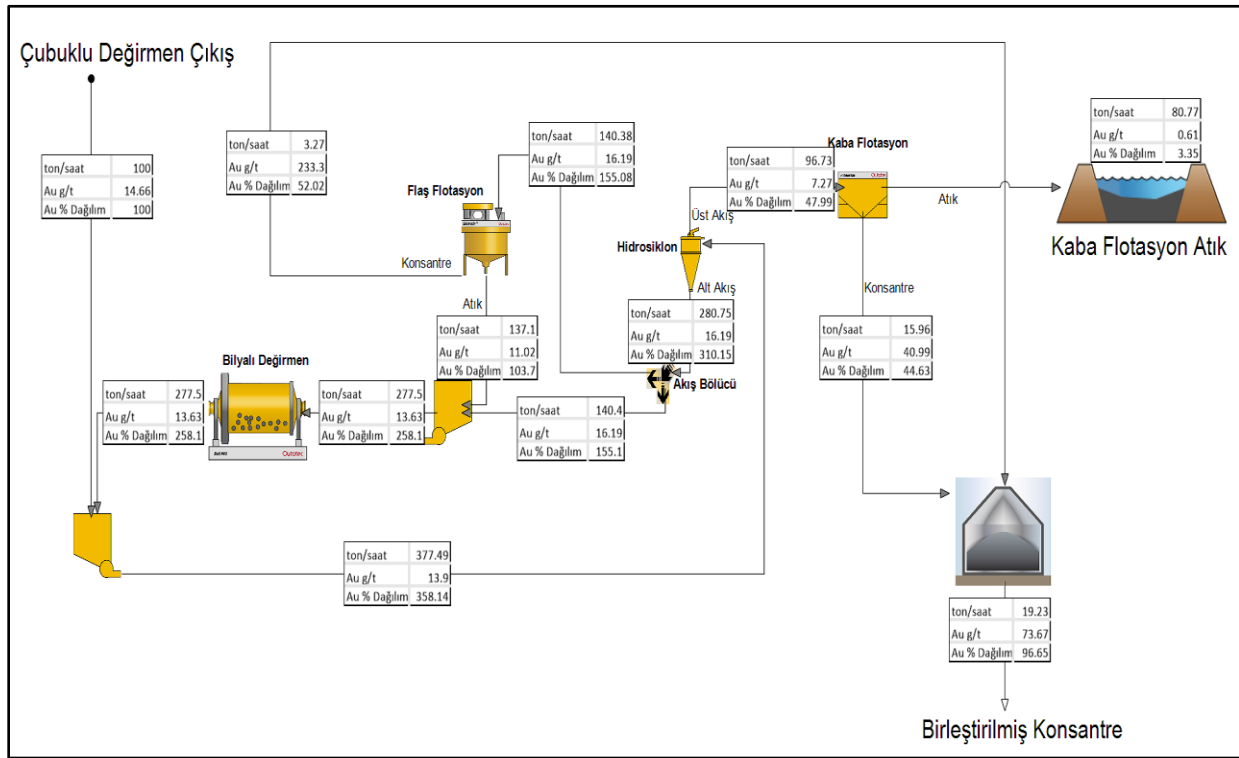 Çubuklu Değirmen Çıkış
ton/saat 100
Au g/t 14.66
Au % Dağılım 100
ton/saat 3.27
Au g/t 233.3
Au % Dağılım 52.02
Flaş Flotasyon
Konsantre
Atık
ton/saat 140.38
Au g/t 16.19
Au % Dağılım 155.08
Kaba Flotasyon
ton/saat 96.73
Au g/t 7.27
Au % Dağılım 47.99
Outotec
Üst Akış
Atık
ton/saat 80.77
Au g/t 0.61
Au % Dağılım 3.35
Kaba Flotasyon Atık
Hidrosiklon
Alt Akış
Konsantre
ton/saat 280.75
Au g/t 16.19
Au % Dağılım 310.15
Akış Bölücü
ton/saat 15.96
Au g/t 40.99
Au % Dağılım 44.63
ton/saat 137.1
Au g/t 11.02
Au % Dağılım 103.7
Bilyalı Değirmen
Outotec
ton/saat 277.5
Au g/t 13.63
Au % Dağılım 258.1
ton/saat 277.5
Au g/t 13.63
Au % Dağılım 258.1
ton/saat 140.4
Au g/t 16.19
Au % Dağılım 155.1
ton/saat 377.49
Au g/t 13.9
Au % Dağılım 358.14
ton/saat 19.23
Au g/t 73.67
Au % Dağılım 96.65
Birleştirilmiş Konsantre